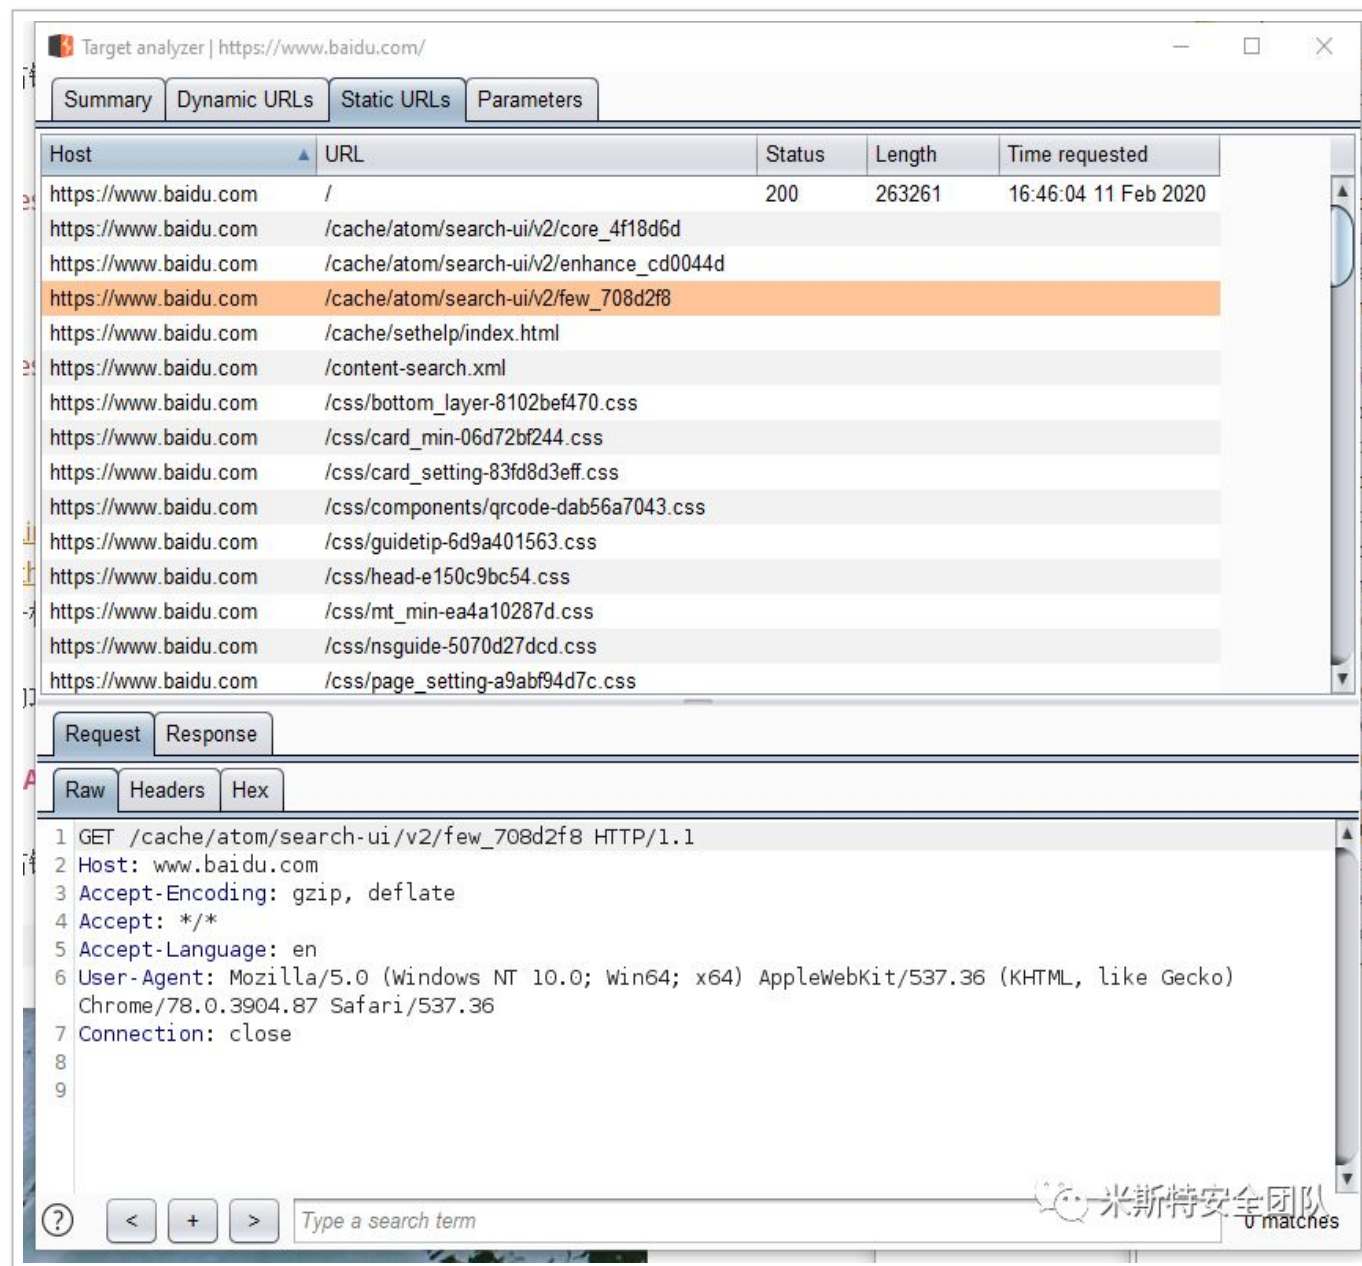 Target analyzer | https://www.baidu.com/
Summary Dynamic URLs Static URLs Parameters
Host URL Status Length Time requested
https://www.baidu.com / 200 263261 16:46:04 11 Feb 2020
https://www.baidu.com /cache/atom/search-ui/v2/core_4f18d6d
https://www.baidu.com /cache/atom/search-ui/v2/enhance_cd0044d
https://www.baidu.com /cache/atom/search-ui/v2/few_708d2f8
https://www.baidu.com /cache/sethelp/index.html
https://www.baidu.com /content-search.xml
https://www.baidu.com /css/bottom_layer-8102bef470.css
https://www.baidu.com /css/card_min-06d72bf244.css
https://www.baidu.com /css/card_setting-83fd8d3eff.css
https://www.baidu.com /css/components/qrcode-dab56a7043.css
https://www.baidu.com /css/guidetip-6d9a401563.css
https://www.baidu.com /css/head-e150c9bc54.css
https://www.baidu.com /css/mt_min-ea4a10287d.css
https://www.baidu.com /css/nsguide-5070d27dcd.css
https://www.baidu.com /css/page_setting-a9abf94d7c.css
Request Response
Raw Headers Hex
1 GET /cache/atom/search-ui/v2/few_708d2f8 HTTP/1.1
2 Host: www.baidu.com
3 Accept-Encoding: gzip, deflate
4 Accept: */*
5 Accept-Language: en
6 User-Agent: Mozilla/5.0 (Windows NT 10.0; Win64; x64) AppleWebKit/537.36 (KHTML, like Gecko)
Chrome/78.0.3904.87 Safari/537.36
7 Connection: close
8
9
? < + > Type a search term 0 matches
米斯特安全团队